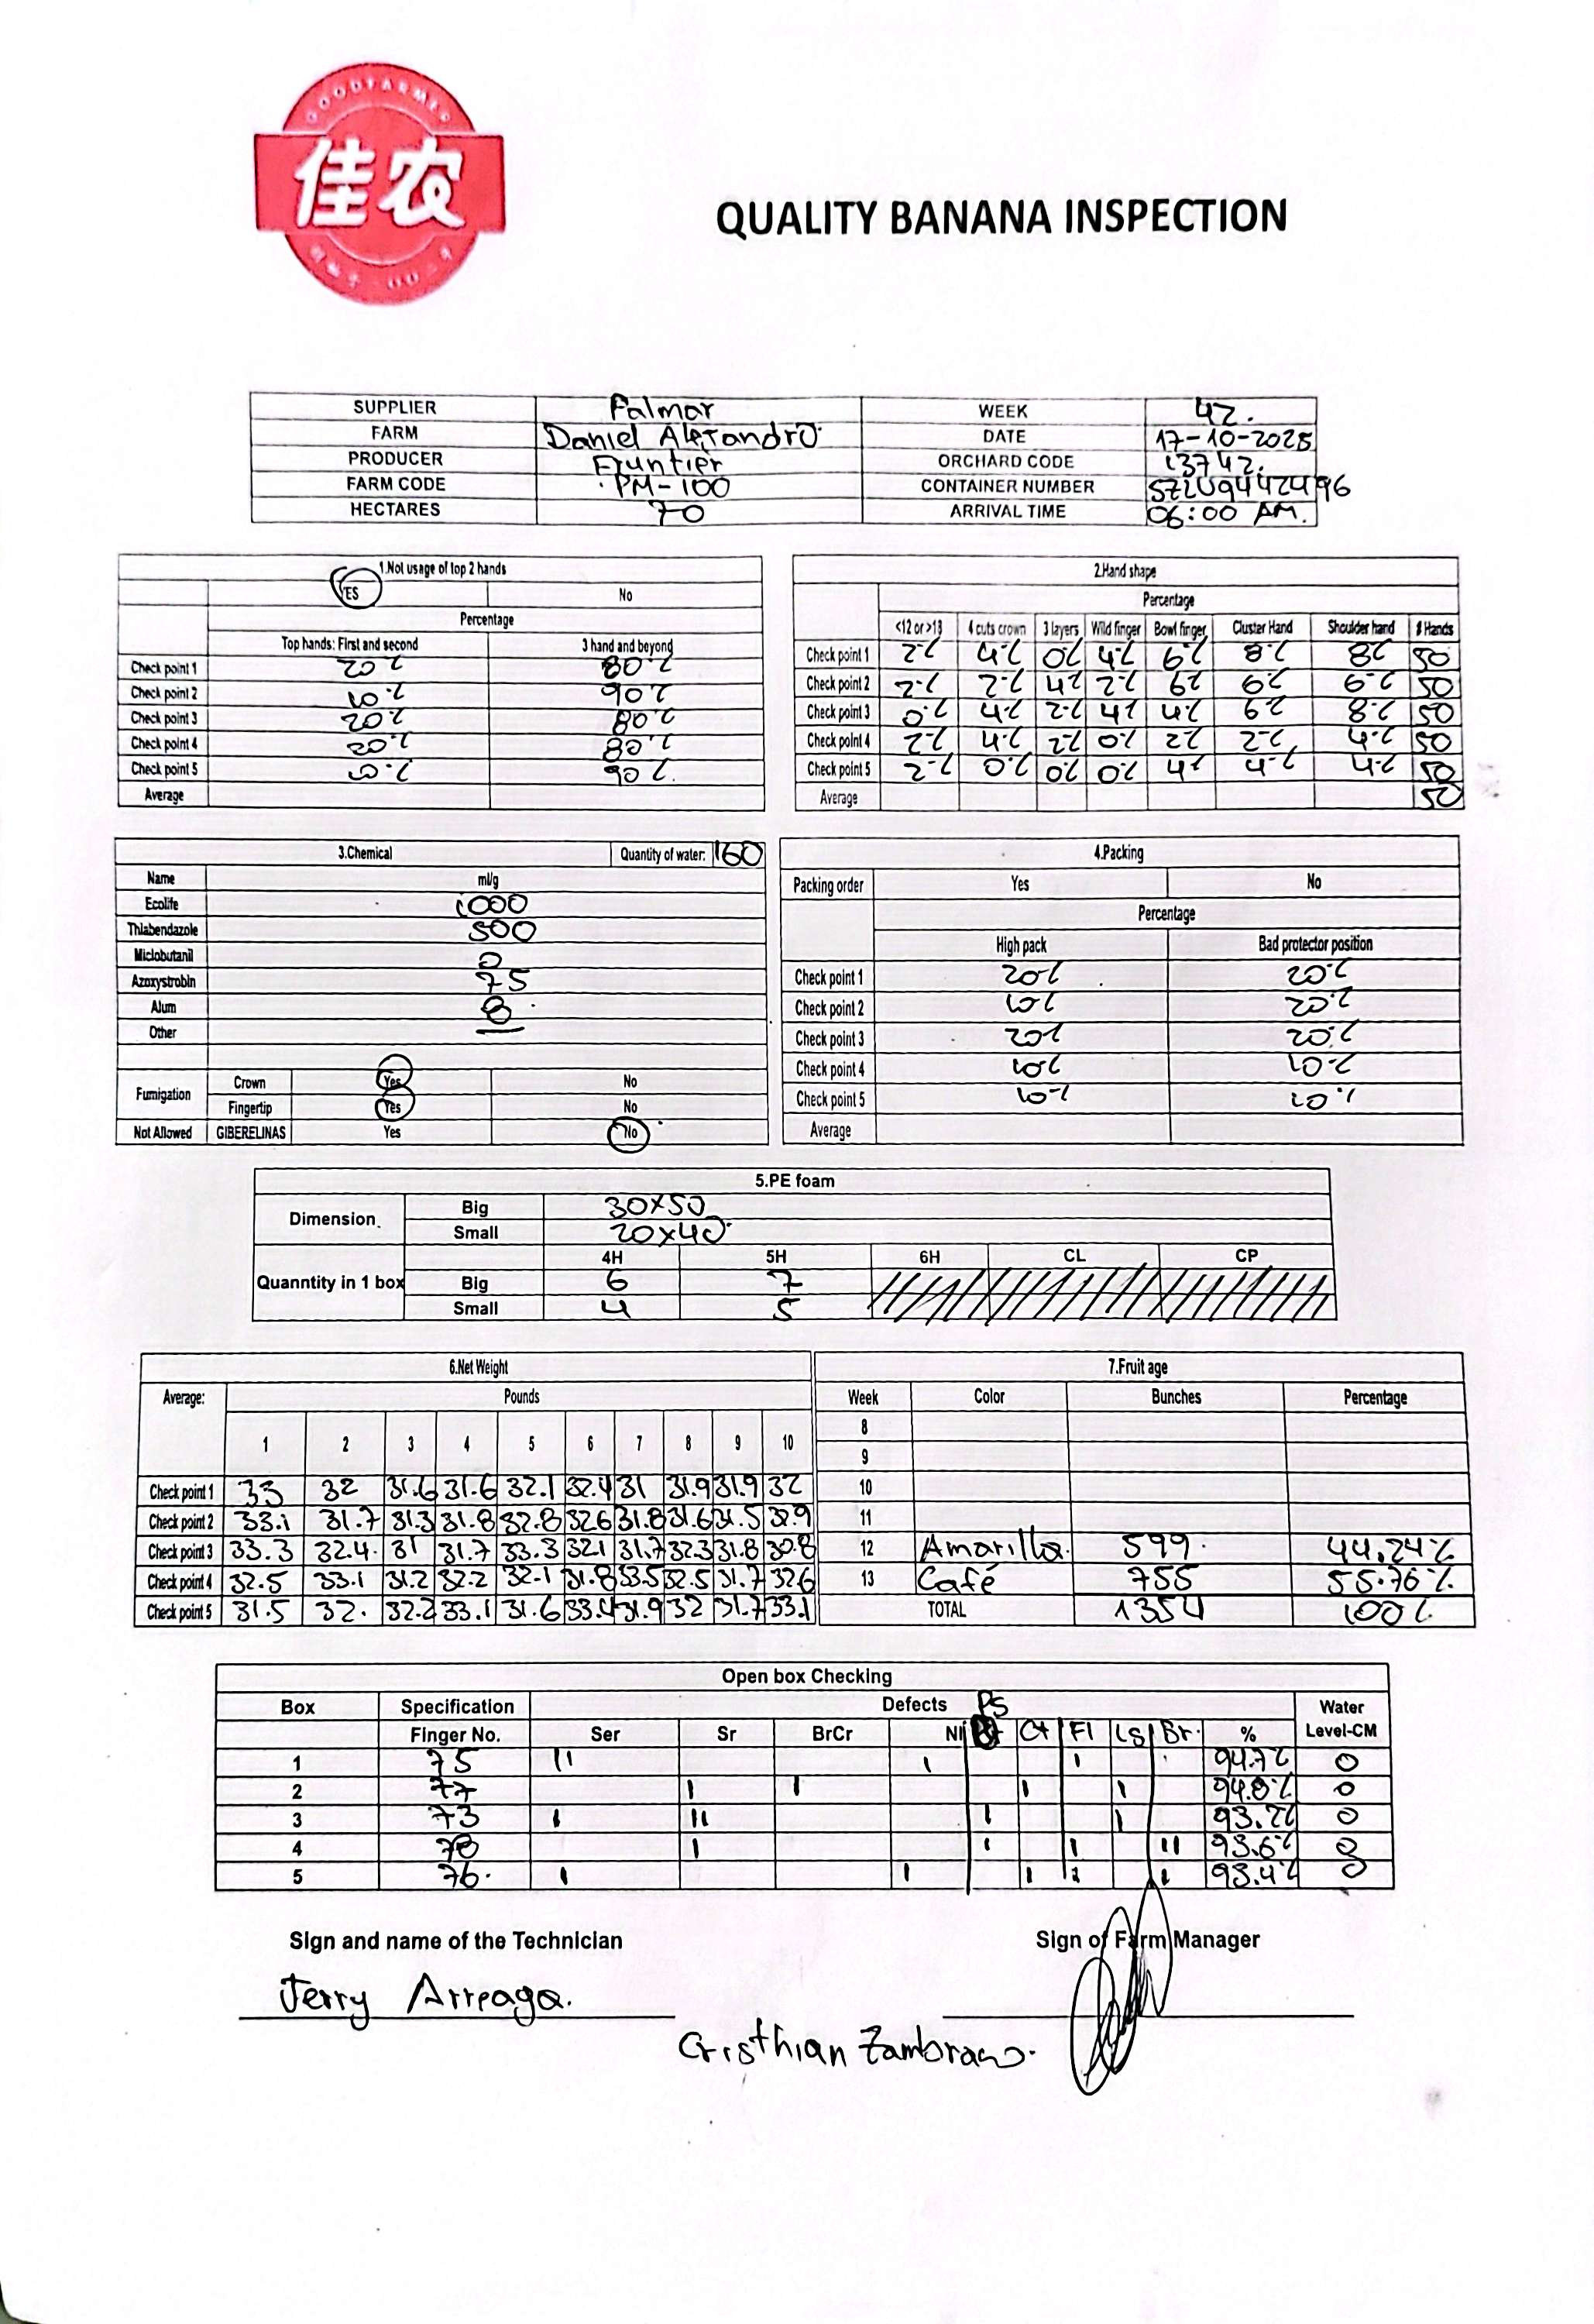 GOODFARMER
佳农
QUALITY BANANA INSPECTION
SUPPLIER Palmar WEEK 42.
FARM Daniel Alejandro DATE 17-10-2025
PRODUCER Fruntier ORCHARD CODE 13742.
FARM CODE PM-100 CONTAINER NUMBER SZLU9442496
HECTARES 70 ARRIVAL TIME 06:00 AM.
1.Not usage of top 2 hands
YES No
Percentage
Top hands: First and second 3 hand and beyond
Check point 1 20% 80%
Check point 2 10% 90%
Check point 3 20% 80%
Check point 4 20% 80%
Check point 5 10% 90%.
Average
2.Hand shape
Percentage
<12 or >13 4 cuts crown 3 layers Wild finger Bowl finger Cluster Hand Shoulder hand # Hands
Check point 1 2% 4% 0% 4% 6% 8% 8% 50
Check point 2 2% 2% 4% 2% 6% 6% 6% 50
Check point 3 0% 4% 2% 4% 4% 6% 8% 50
Check point 4 2% 4% 2% 0% 2% 2% 4% 50
Check point 5 2% 0% 0% 0% 4% 4% 4% 50
Average 50
3.Chemical Quantity of water: 160
Name ml/g
Ecolife 1000
Thiabendazole 500
Miclobutanil 0
Azoxystrobin 75
Alum 8
Other
Fumigation Crown Yes No
Fingertip Yes No
Not Allowed GIBERELINAS Yes No
4.Packing
Packing order Yes No
Percentage
High pack Bad protector position
Check point 1 20% 20%
Check point 2 10% 20%
Check point 3 20% 20%
Check point 4 10% 10%
Check point 5 10% 10%
Average
5.PE foam
Dimension Big 30x50
Small 20x40
4H 5H 6H CL CP
Quanntity in 1 box Big 6 7
Small 4 5
6.Net Weight
Average: Pounds
1 2 3 4 5 6 7 8 9 10
Check point 1 33 32 31.6 31.6 32.1 32.4 31 31.9 31.9 32
Check point 2 33.1 31.7 31.3 31.8 32.8 32.6 31.8 31.6 31.5 32.9
Check point 3 33.3 32.4 31 31.7 33.3 32.1 31.7 32.3 31.8 30.8
Check point 4 32.5 33.1 31.2 32.2 32.1 31.8 33.5 32.5 31.7 32.6
Check point 5 31.5 32. 32.2 33.1 31.6 33.4 31.9 32 31.7 33.1
7.Fruit age
Week Color Bunches Percentage
8
9
10
11
12 Amarilla 599 44.24%
13 Café 755 55.76%
TOTAL 1354 100%
Open box Checking
Box Specification Defects PS Water
Finger No. Ser Sr BrCr NI Ct Fl Ls Br. % Level-CM
1 75 II I I 94.7% 0
2 77 I I I I 94.8% 0
3 73 I II I I 93.2% 0
4 78 I I I II 93.6% 0
5 76. I I I I I 93.4% 0
Sign and name of the Technician Sign of Farm Manager
Jerry Arreaga.
Cristhian Zambrano.